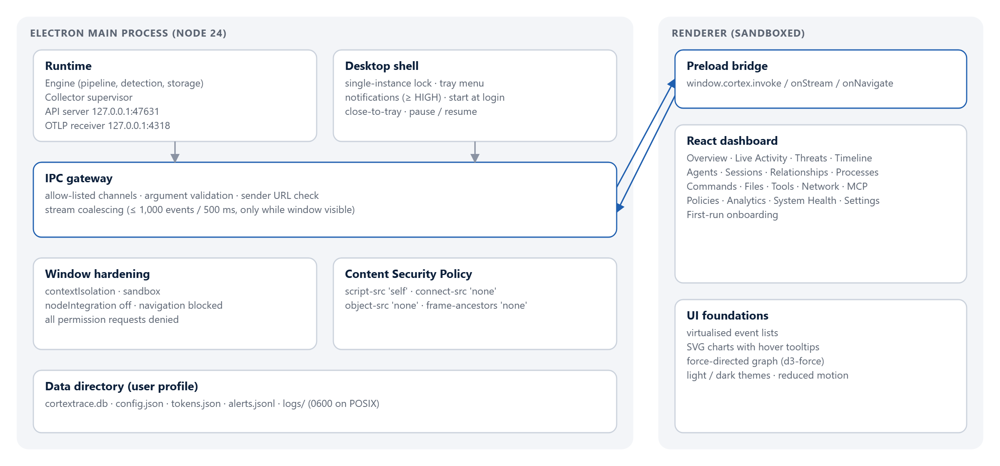 ELECTRON MAIN PROCESS (NODE 24)
Runtime
Engine (pipeline, detection, storage)
Collector supervisor
API server 127.0.0.1:47631
OTLP receiver 127.0.0.1:4318
Desktop shell
single-instance lock · tray menu
notifications (≥ HIGH) · start at login
close-to-tray · pause / resume
IPC gateway
allow-listed channels · argument validation · sender URL check
stream coalescing (≤ 1,000 events / 500 ms, only while window visible)
Window hardening
contextIsolation · sandbox
nodeIntegration off · navigation blocked
all permission requests denied
Content Security Policy
script-src 'self' · connect-src 'none'
object-src 'none' · frame-ancestors 'none'
Data directory (user profile)
cortextrace.db · config.json · tokens.json · alerts.jsonl · logs/ (0600 on POSIX)
RENDERER (SANDBOXED)
Preload bridge
window.cortex.invoke / onStream / onNavigate
React dashboard
Overview · Live Activity · Threats · Timeline
Agents · Sessions · Relationships · Processes
Commands · Files · Tools · Network · MCP
Policies · Analytics · System Health · Settings
First-run onboarding
UI foundations
virtualised event lists
SVG charts with hover tooltips
force-directed graph (d3-force)
light / dark themes · reduced motion